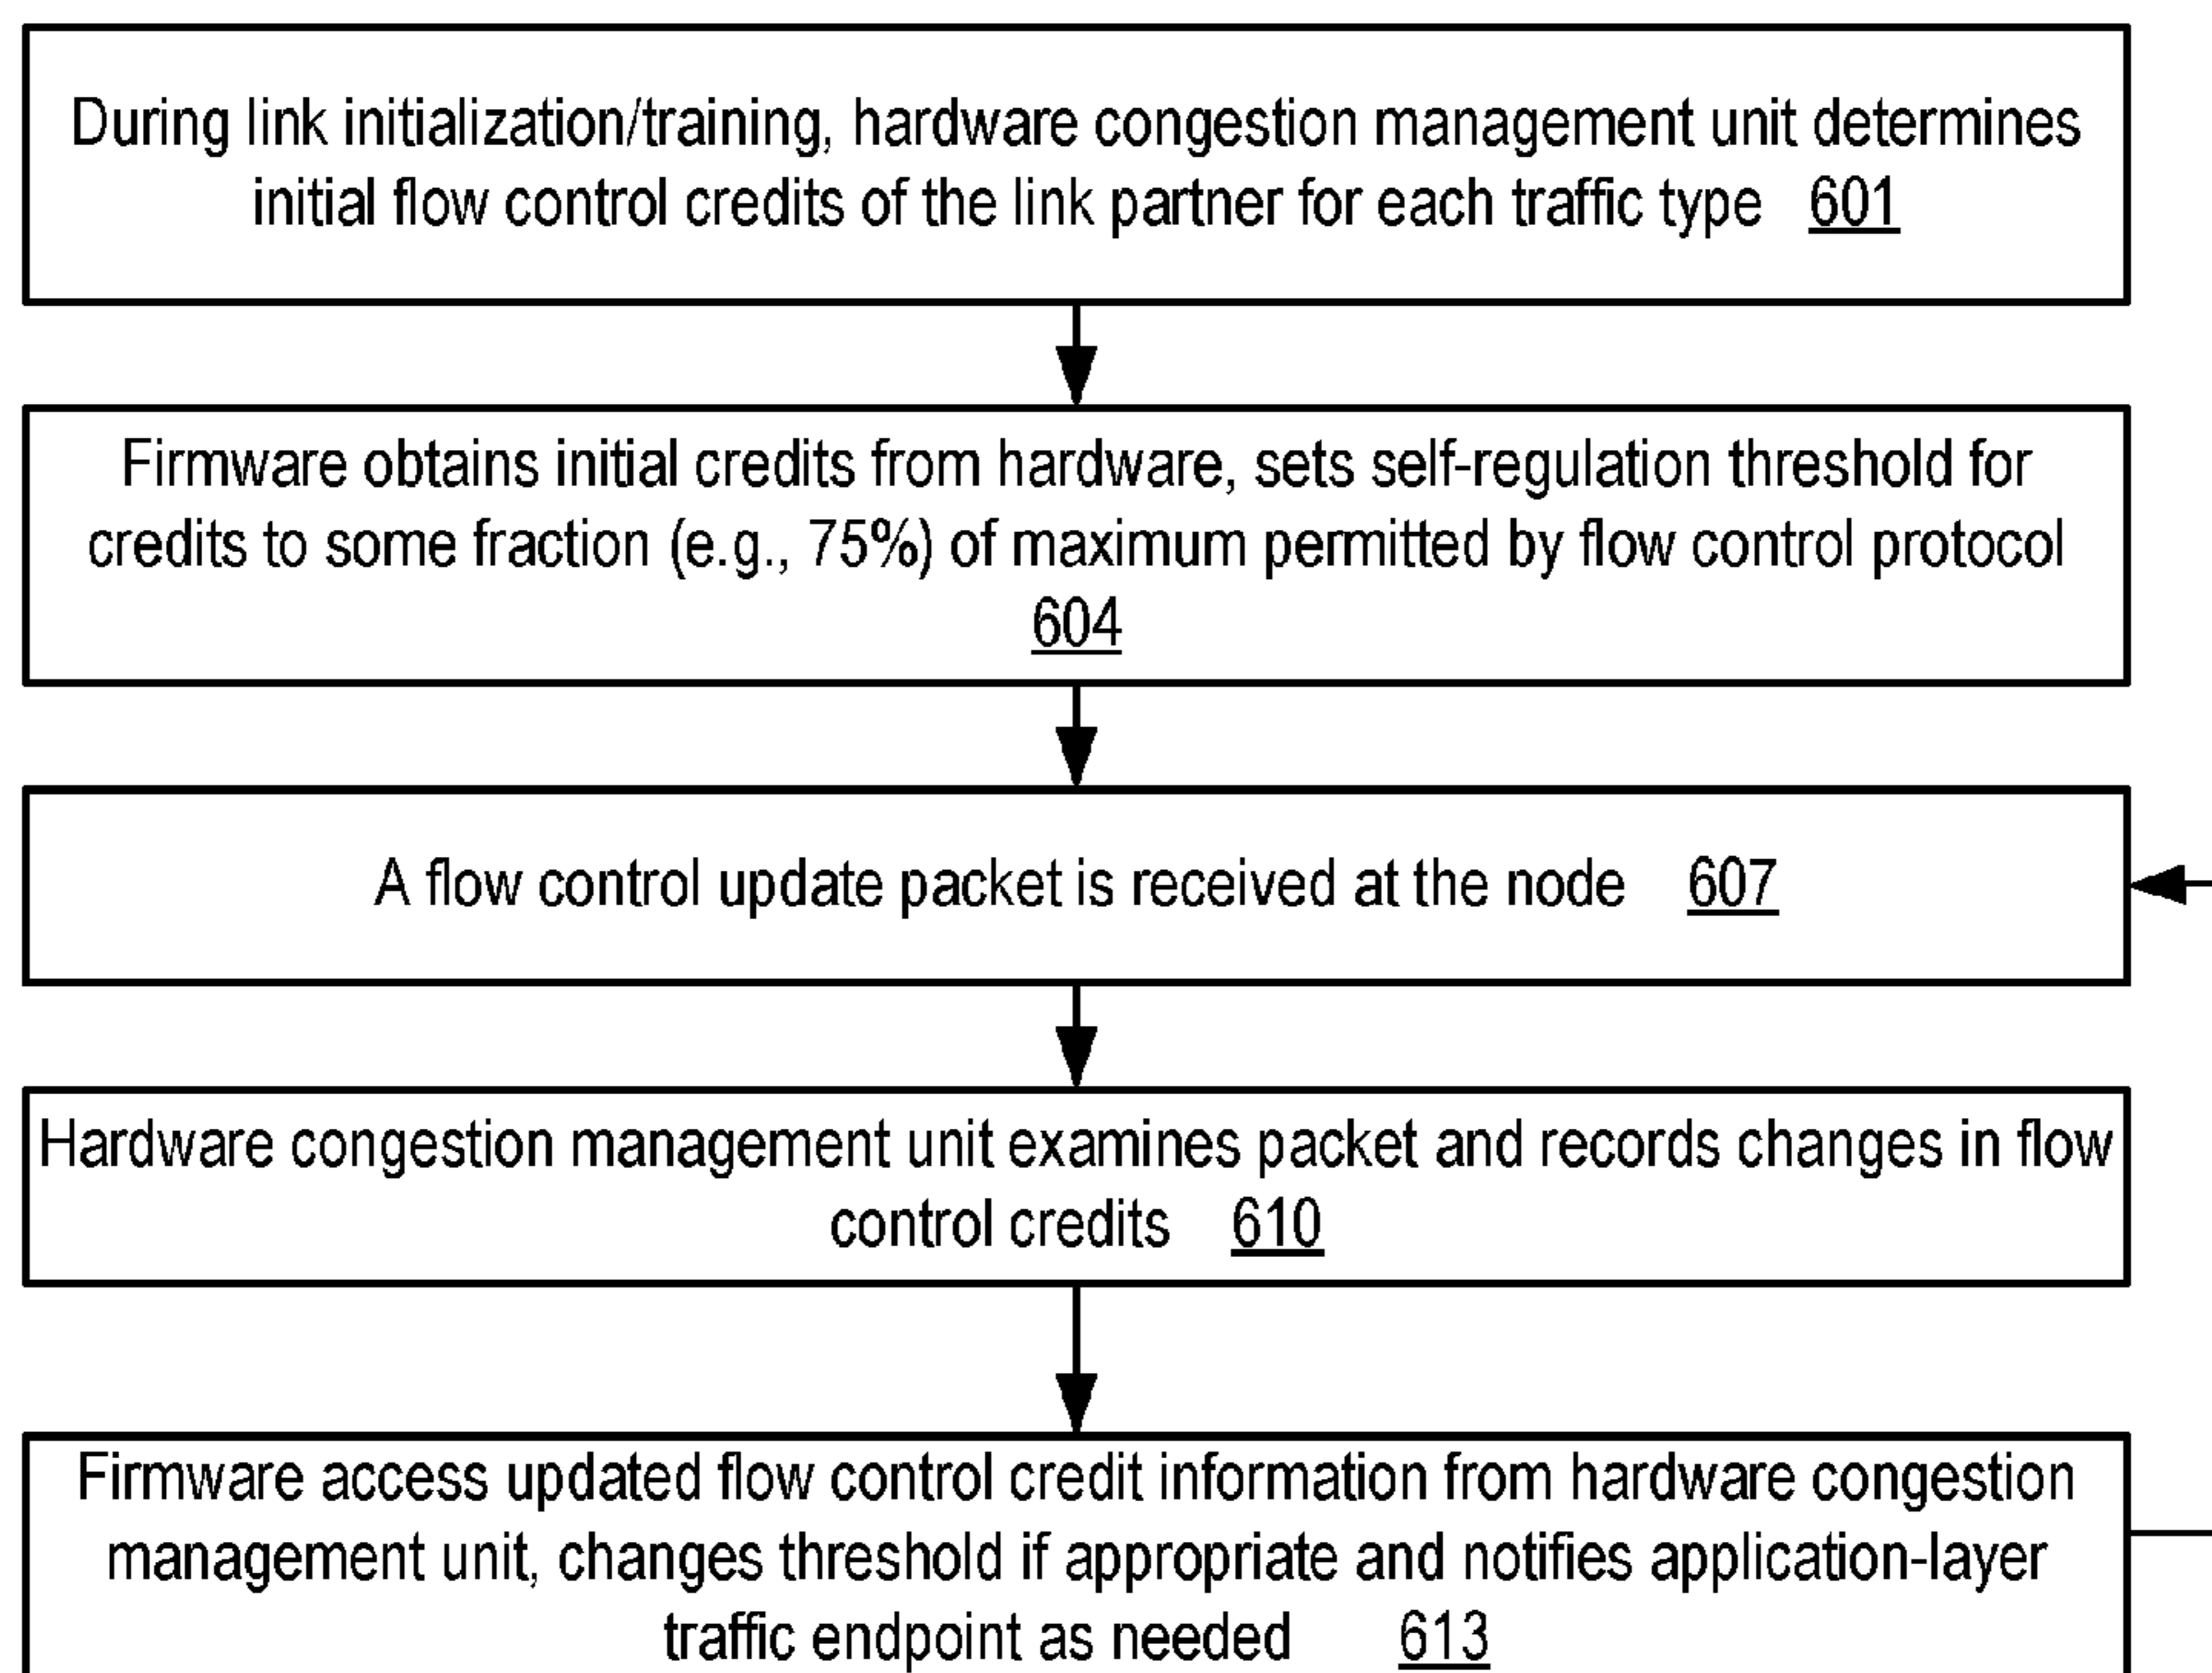 During link initialization/training, hardware congestion management unit determines
initial flow control credits of the link partner for each traffic type 601
Firmware obtains initial credits from hardware, sets self-regulation threshold for
credits to some fraction (e.g., 75%) of maximum permitted by flow control protocol
604
A flow control update packet is received at the node 607
Hardware congestion management unit examines packet and records changes in flow
control credits 610
Firmware access updated flow control credit information from hardware congestion
management unit, changes threshold if appropriate and notifies application-layer
traffic endpoint as needed 613